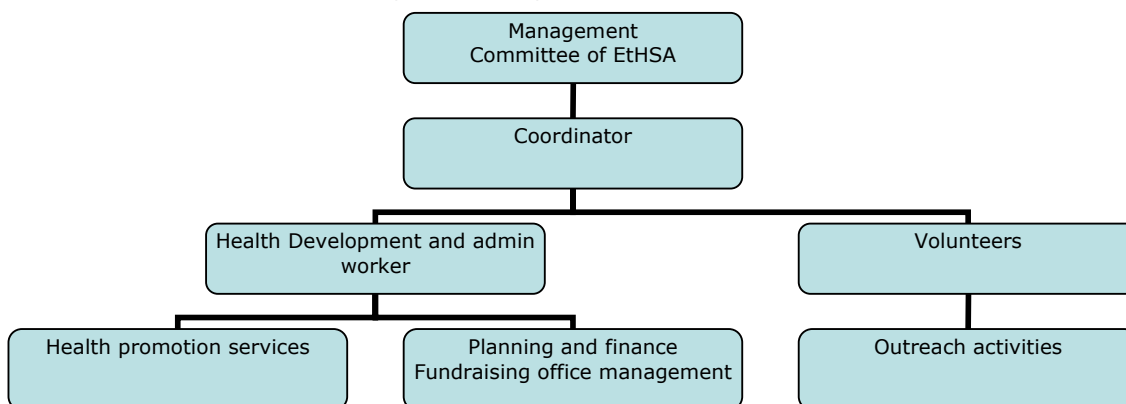 Management
Committee of EtHSA
Coordinator
Health Development and admin
worker
Volunteers
Health promotion services
Planning and finance
Fundraising office management
Outreach activities